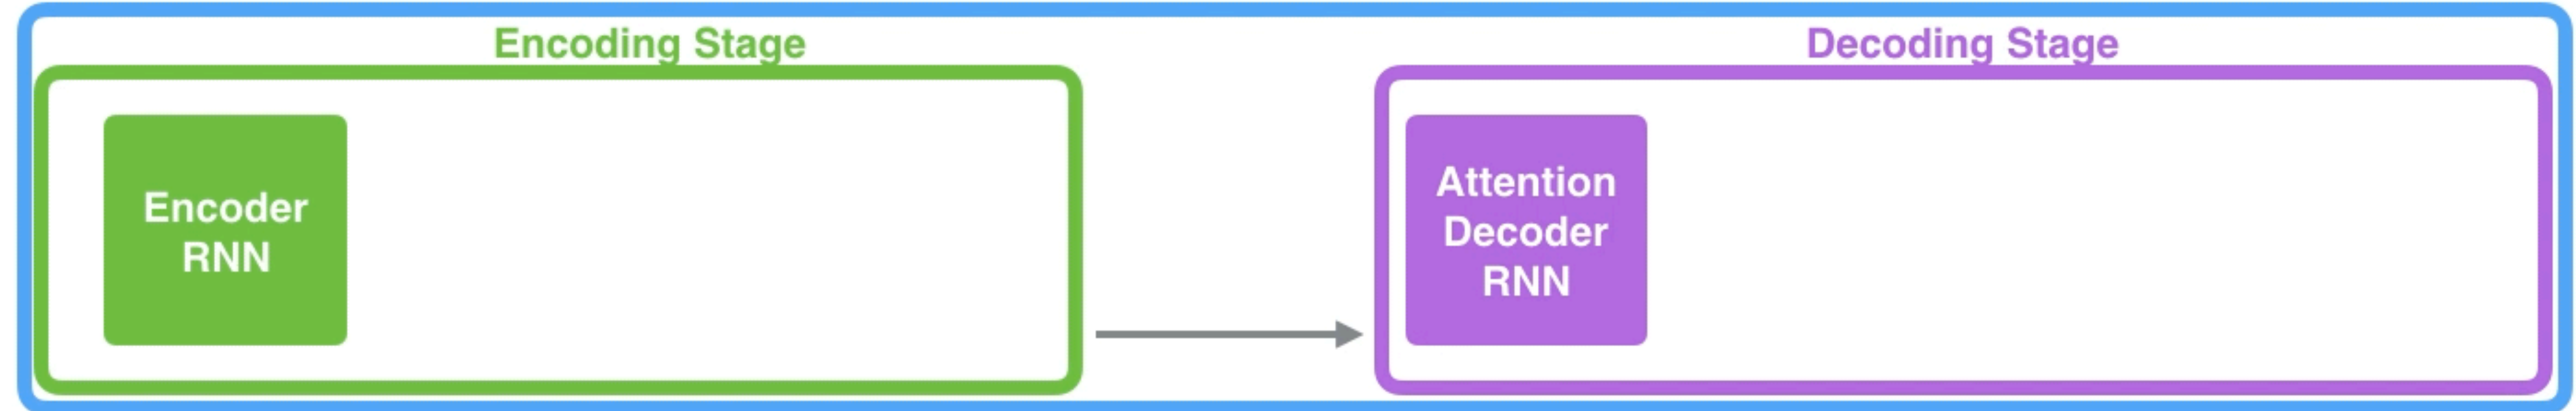 Encoding Stage
Decoding Stage
Encoder
RNN
Attention
Decoder
RNN